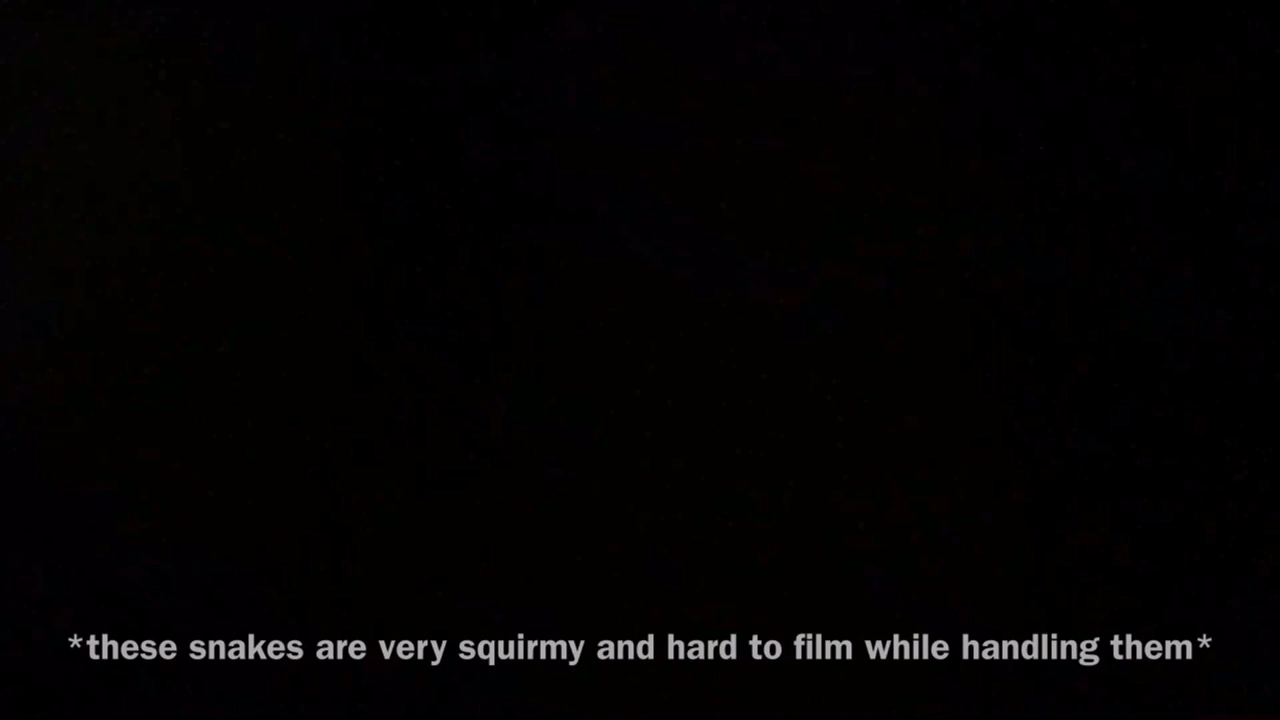 *these snakes are very squirmy and hard to film while handling them*